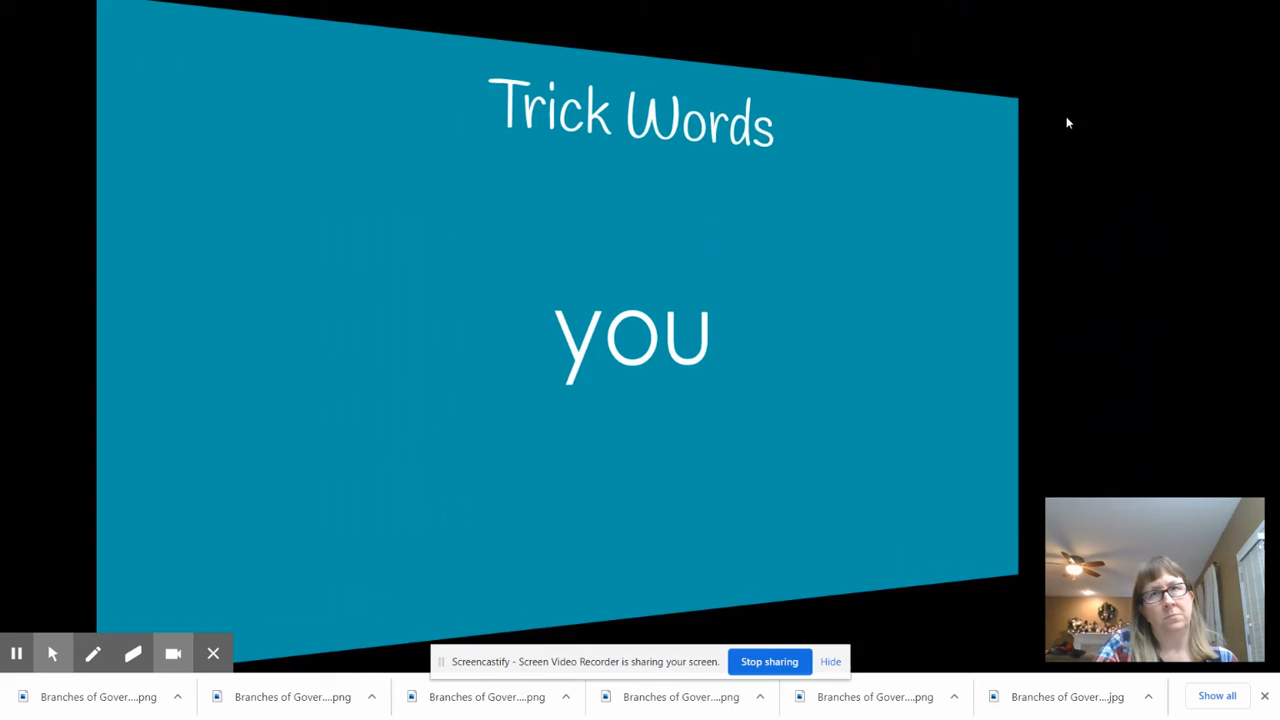 Trick Words
you
Screencastify - Screen Video Recorder is sharing your screen. Stop sharing Hide
Branches of Gover....png Branches of Gover....png Branches of Gover....png Branches of Gover....png Branches of Gover....png Branches of Gover....jpg Show all